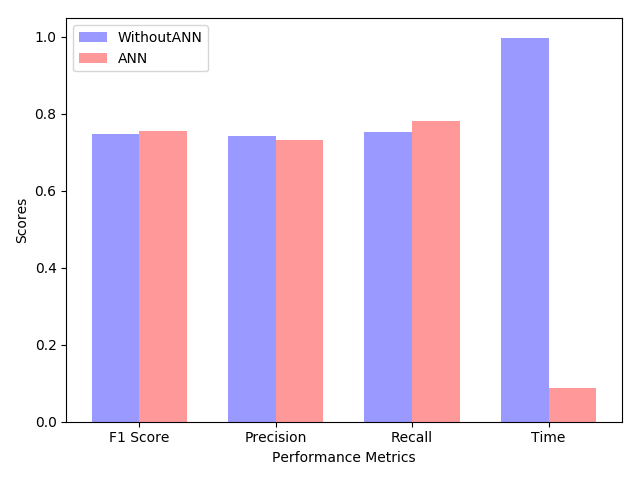 WithoutANN
ANN
1.0
0.8
0.6
0.4
0.2
0.0
Scores
F1 Score Precision Recall Time
Performance Metrics